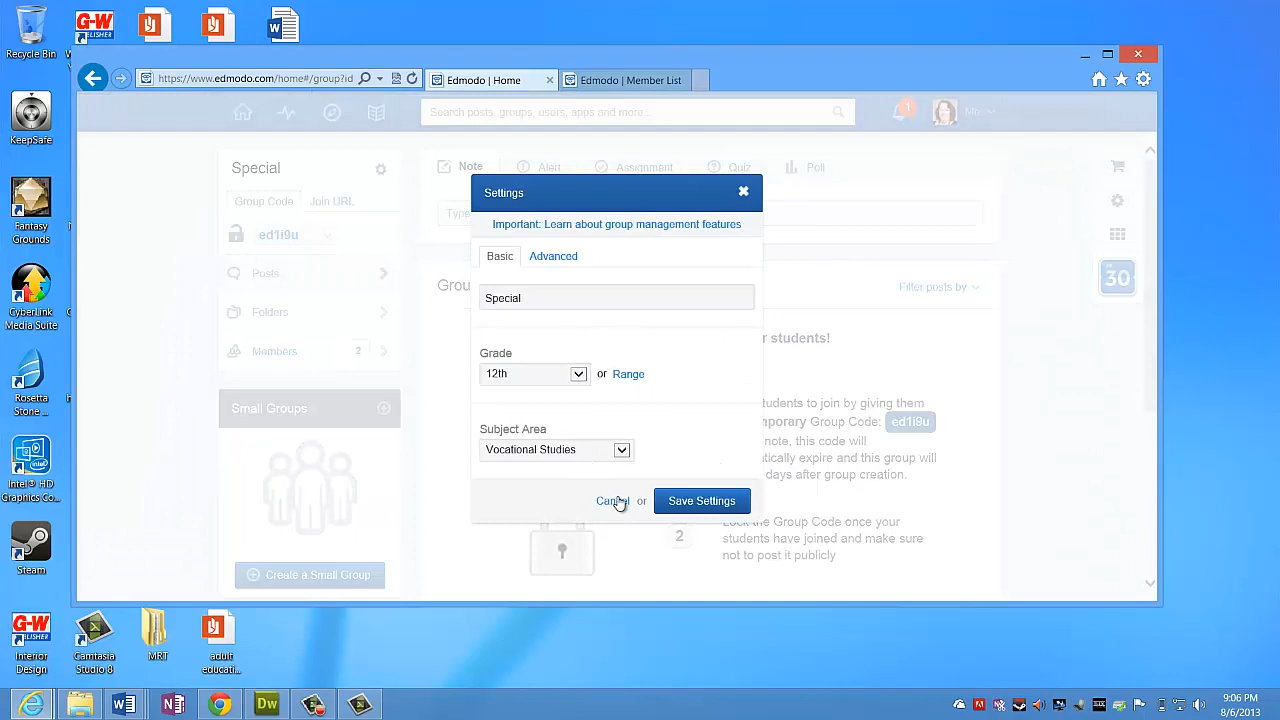 G-W
PUBLISHER
Recycle Bin
KeepSafe
Fantasy
Grounds
CyberLink
Media Suite
Rosetta
Stone ...
Intel® HD
Graphics Co...
Steam
G-W
PUBLISHER
Interior
Design
Camtasia
Studio 8
MRT
adult
educati...
https://www.edmodo.com/home#/group?id
Edmodo | Home
Edmodo | Member List
Search posts, groups, users, apps and more...
1
Special
Note
Alert
Assignment
Quiz
Poll
Group Code
Join URL
ed1i9u
Posts
Folders
Members
2
Small Groups
Create a Small Group
Type
Filter posts by
30
Settings
Important: Learn about group management features
Basic
Advanced
Special
Grade
12th
or
Range
Subject Area
Vocational Studies
Cancel
or
Save Settings
r students!
tudents to join by giving them
mporary Group Code: ed1i9u
note, this code will
atically expire and this group will
days after group creation.
2
Lock the Group Code once your
students have joined and make sure
not to post it publicly
Dw
9:06 PM
8/6/2013